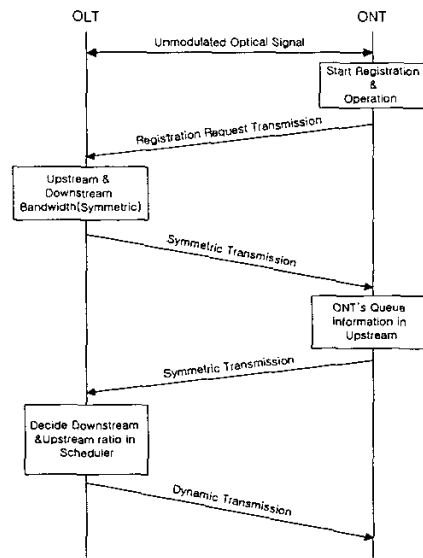 OLT
ONT
Unmodulated Optical Signal
Start Registration
&
Operation
Registration Request Transmission
Upstream &
Downstream
Bandwidth(Symmetric)
Symmetric Transmission
ONT's Queue
Information in
Upstream
Symmetric Transmission
Decide Downstream
&Upstream ratio in
Scheduler
Dynamic Transmission